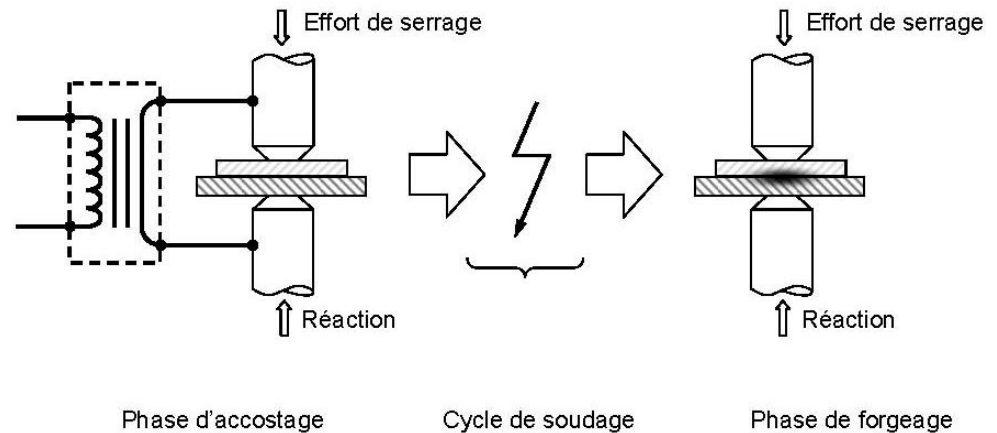 Effort de serrage
Effort de serrage
Réaction
Réaction
Phase d'accostage
Cycle de soudage
Phase de forgeage